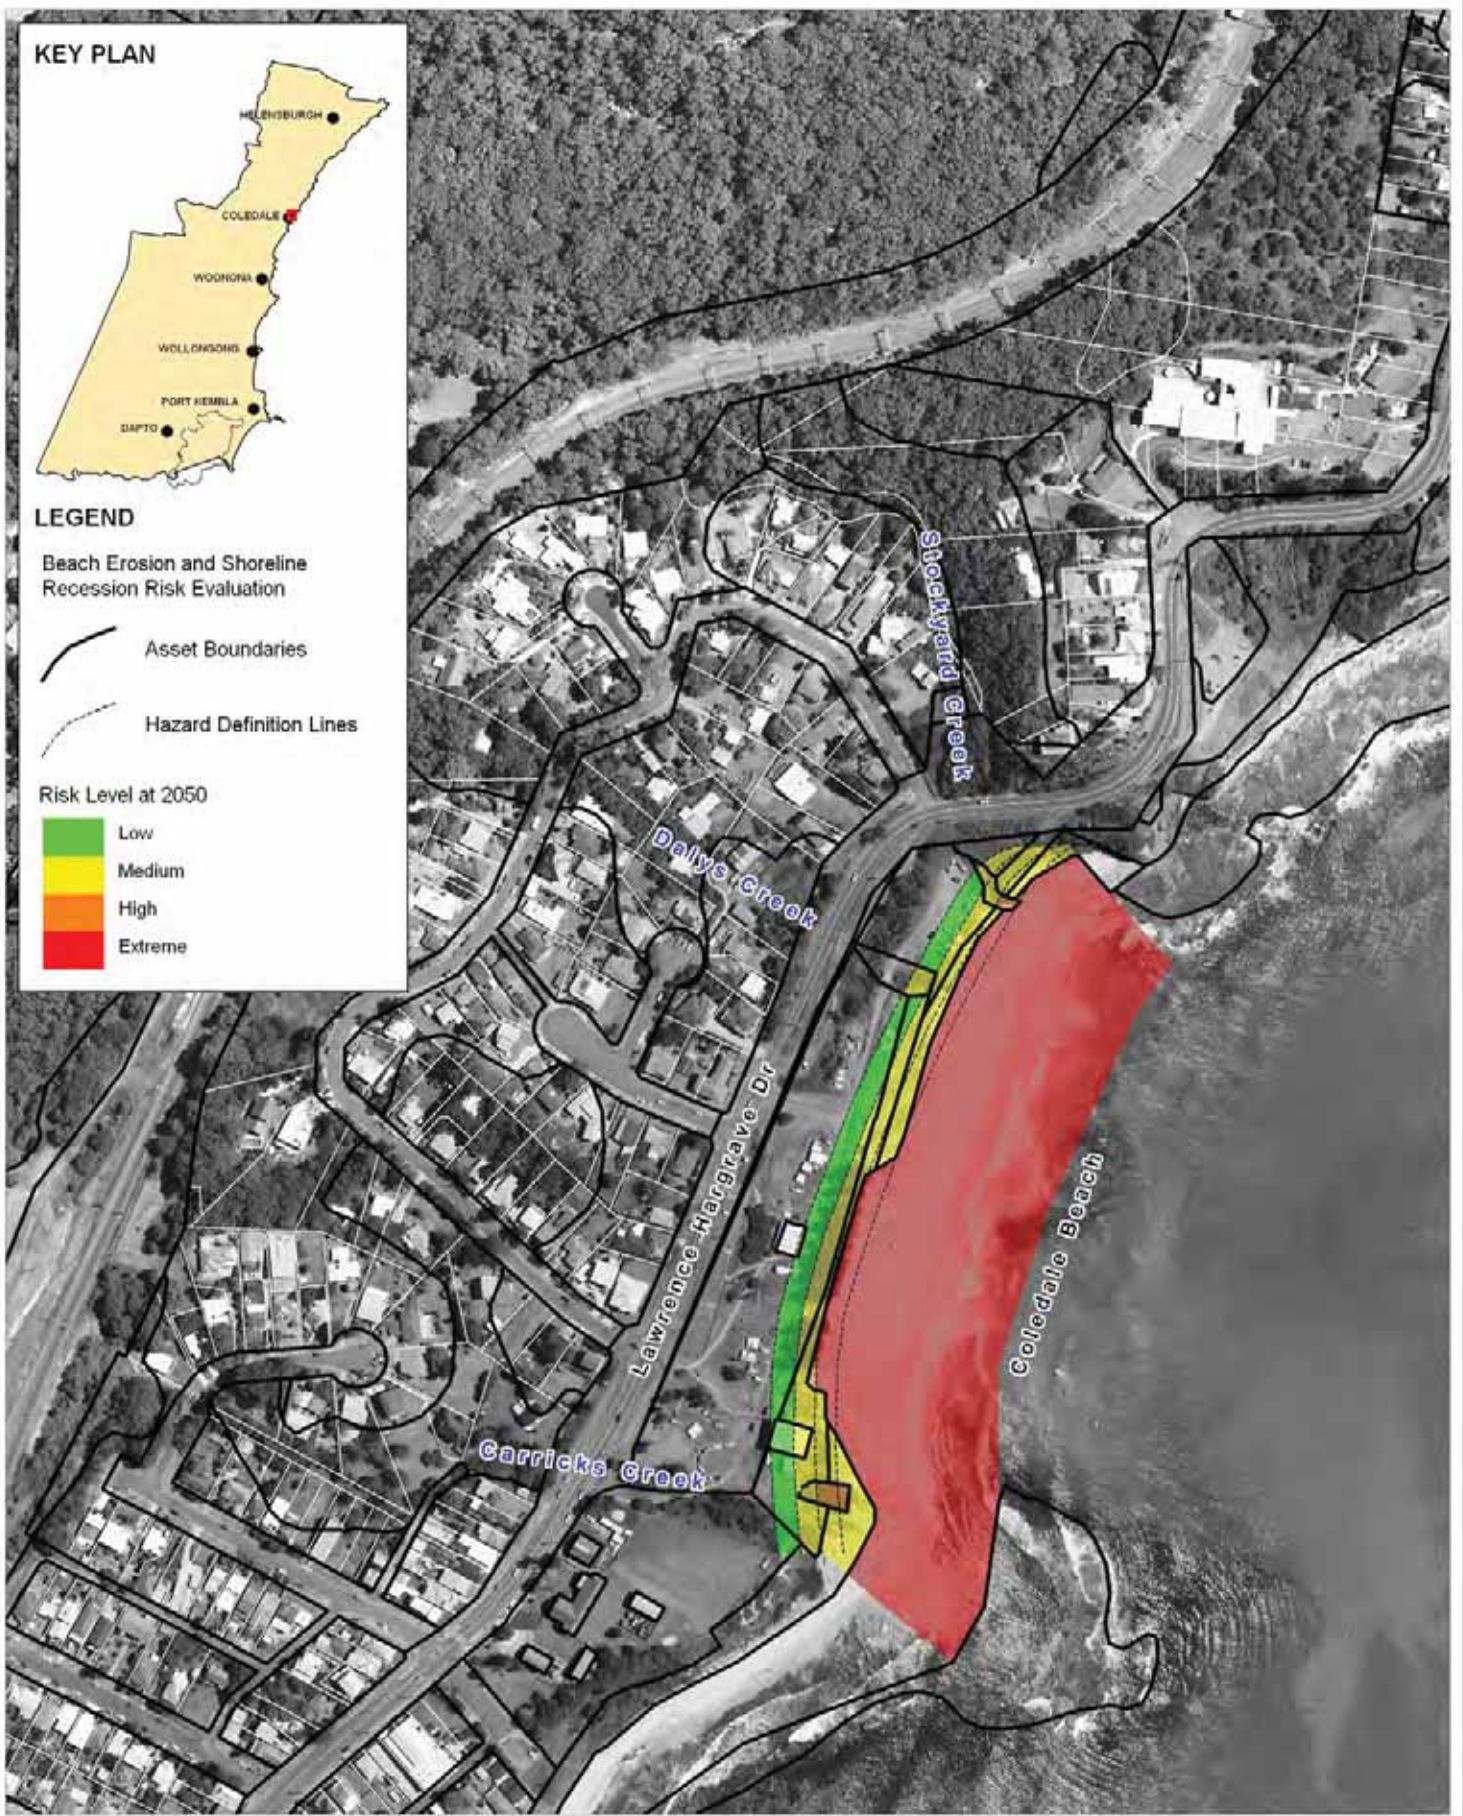 KEY PLAN
HELENSBURGH
COLEDALE
WOONONA
WOLLONGONG
PORT KEMBLA
DAPTO
LEGEND
Beach Erosion and Shoreline
Recession Risk Evaluation
Asset Boundaries
Hazard Definition Lines
Risk Level at 2050
Low
Medium
High
Extreme
Stockyard Creek
Dalys Creek
Lawrence Hargrave Dr
Coledale Beach
Carricks Creek